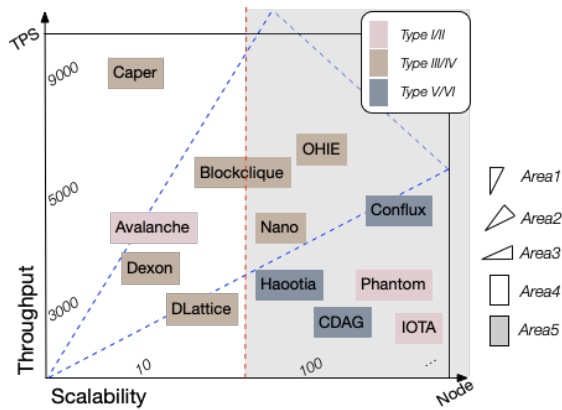 TPS
9000
5000
3000
Throughput
Scalability
10
100
...
Node
Caper
OHIE
Blockclique
Conflux
Avalanche
Nano
Dexon
Haootia
Phantom
DLattice
CDAG
IOTA
Type I/II
Type III/IV
Type V/VI
Area1
Area2
Area3
Area4
Area5